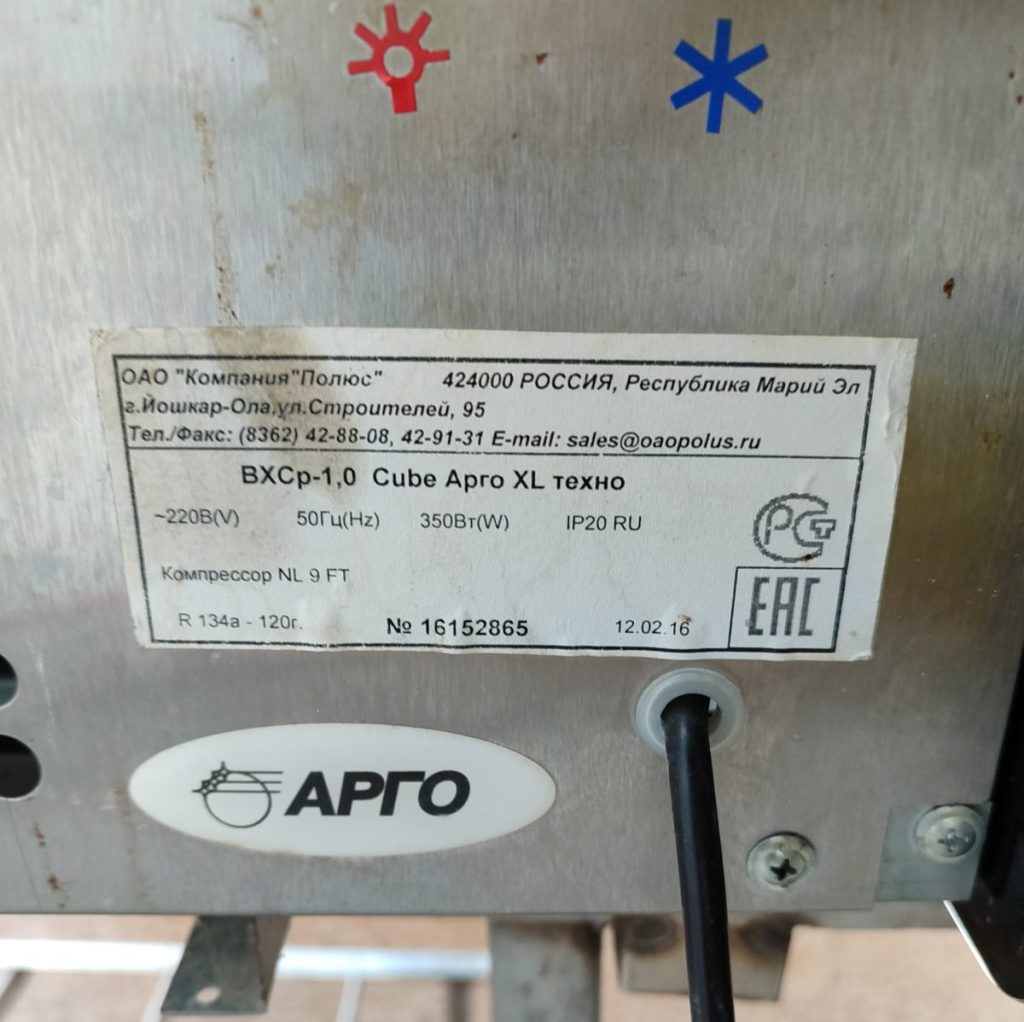 ОАО "Компания"Полюс" 424000 РОССИЯ, Республика Марий Эл
г.Йошкар-Ола,ул.Строителей, 95
Тел./Факс: (8362) 42-88-08, 42-91-31 E-mail: sales@oaopolus.ru
ВХСр-1,0 Cube Арго XL техно
~220В(V) 50Гц(Hz) 350Вт(W) IP20 RU
РСТ
Компрессор NL 9 FT
EAC
R 134a - 120г. № 16152865 12.02.16
АРГО